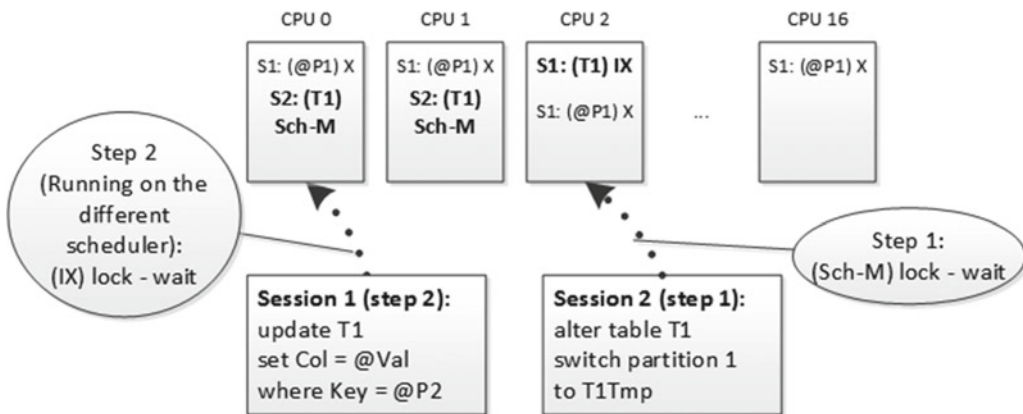 CPU 0
CPU 1
CPU 2
CPU 16
S1: (@P1) X
S2: (T1)
Sch-M
S1: (@P1) X
S2: (T1)
Sch-M
S1: (T1) IX
S1: (@P1) X
...
S1: (@P1) X
Step 2
(Running on the
different
scheduler):
(IX) lock - wait
Step 1:
(Sch-M) lock - wait
Session 1 (step 2):
update T1
set Col = @Val
where Key = @P2
Session 2 (step 1):
alter table T1
switch partition 1
to T1Tmp